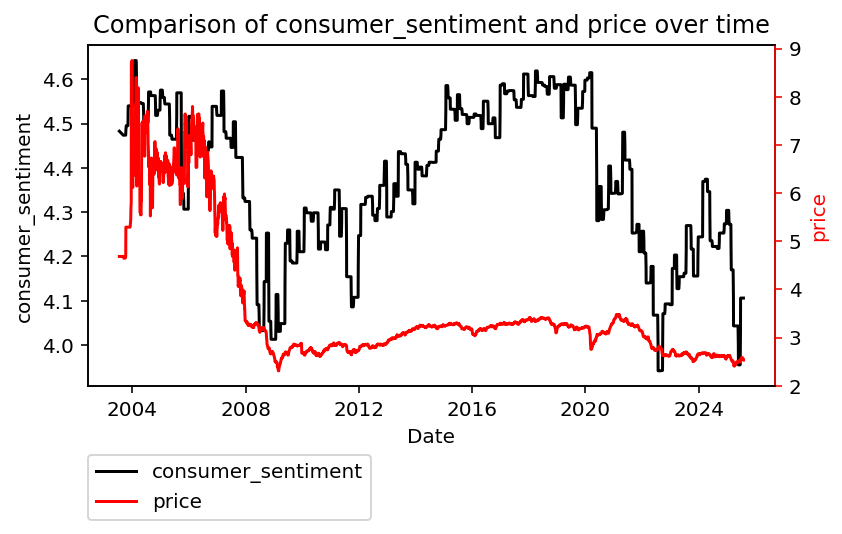 Comparison of consumer_sentiment and price over time
consumer_sentiment
4.6
4.5
4.4
4.3
4.2
4.1
4.0
9
8
7
6
5
4
3
2
price
2004 2008 2012 2016 2020 2024
Date
consumer_sentiment
price